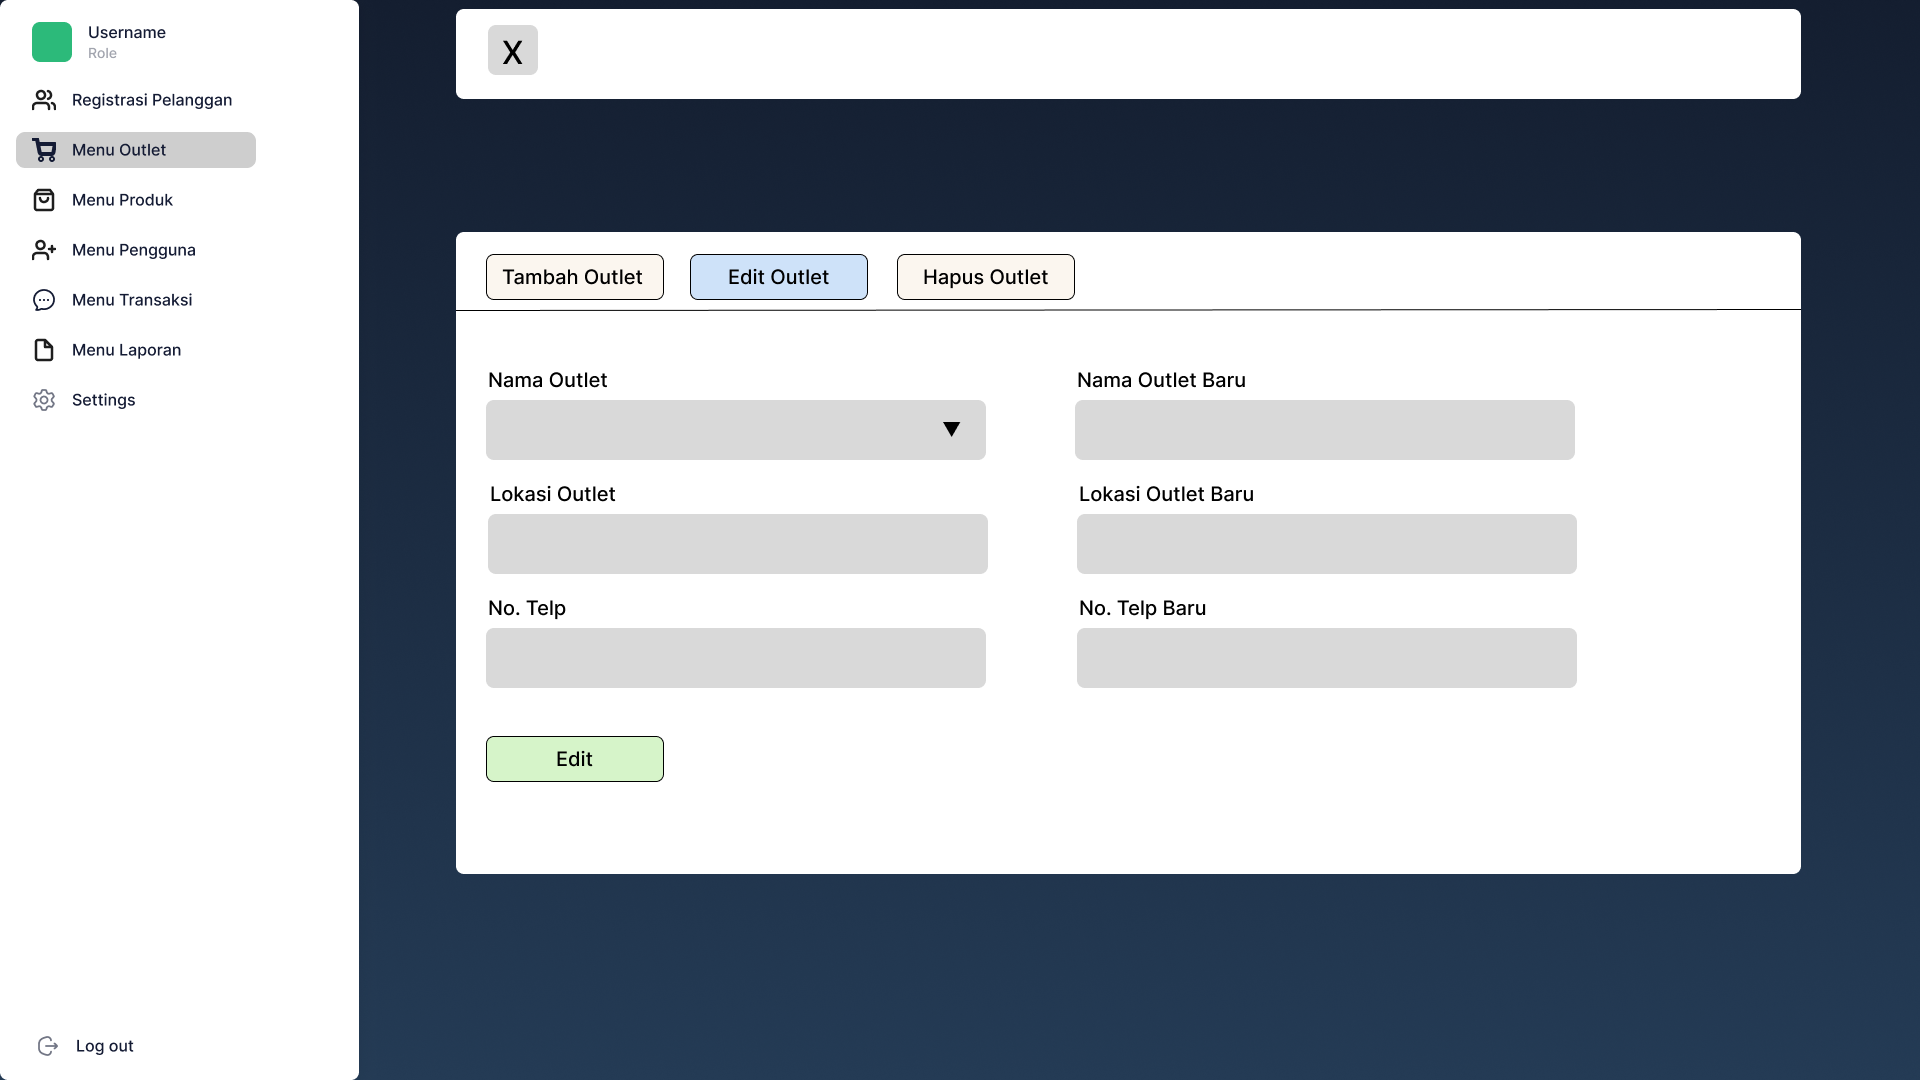 Username
Role
Registrasi Pelanggan
Menu Outlet
Menu Produk
Menu Pengguna
Menu Transaksi
Menu Laporan
Settings
Log out
X
Tambah Outlet
Edit Outlet
Hapus Outlet
Nama Outlet
Nama Outlet Baru
Lokasi Outlet
Lokasi Outlet Baru
No. Telp
No. Telp Baru
Edit